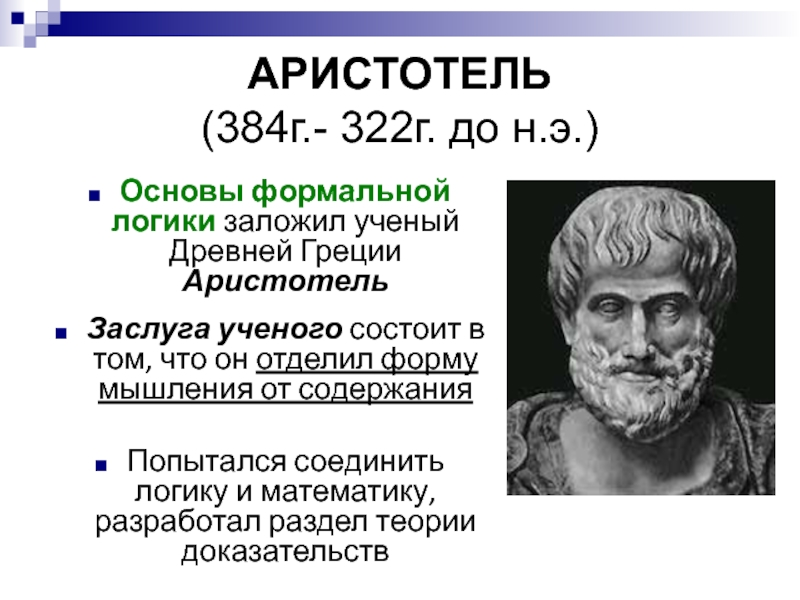 АРИСТОТЕЛЬ
(384г.- 322г. до н.э.)
Основы формальной
логики заложил ученый
Древней Греции
Аристотель
Заслуга ученого состоит в
том, что он отделил форму
мышления от содержания
Попытался соединить
логику и математику,
разработал раздел теории
доказательств